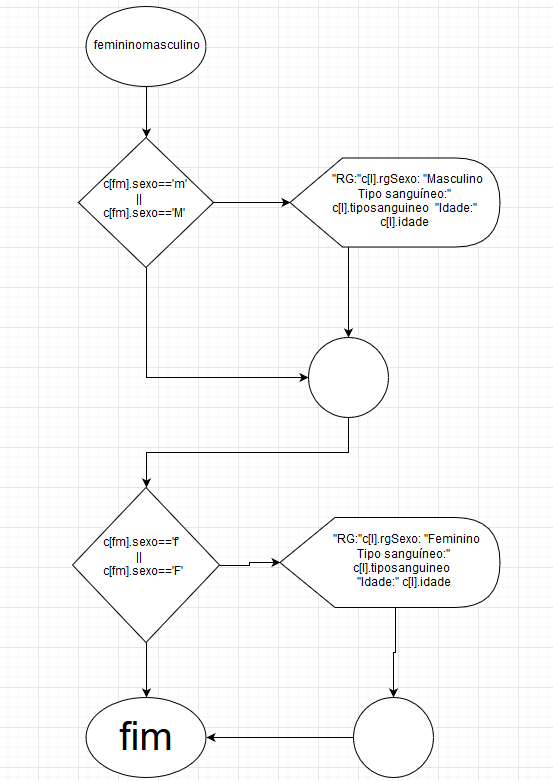 femininomasculino
c[fm].sexo=='m'
||
c[fm].sexo=='M'
"RG:"c[l].rgSexo: "Masculino
Tipo sanguíneo:"
c[l].tiposanguineo "Idade:"
c[l].idade
c[fm].sexo=='f'
||
c[fm].sexo=='F'
"RG:"c[l].rgSexo: "Feminino
Tipo sanguíneo:"
c[l].tiposanguineo
"Idade:" c[l].idade
fim